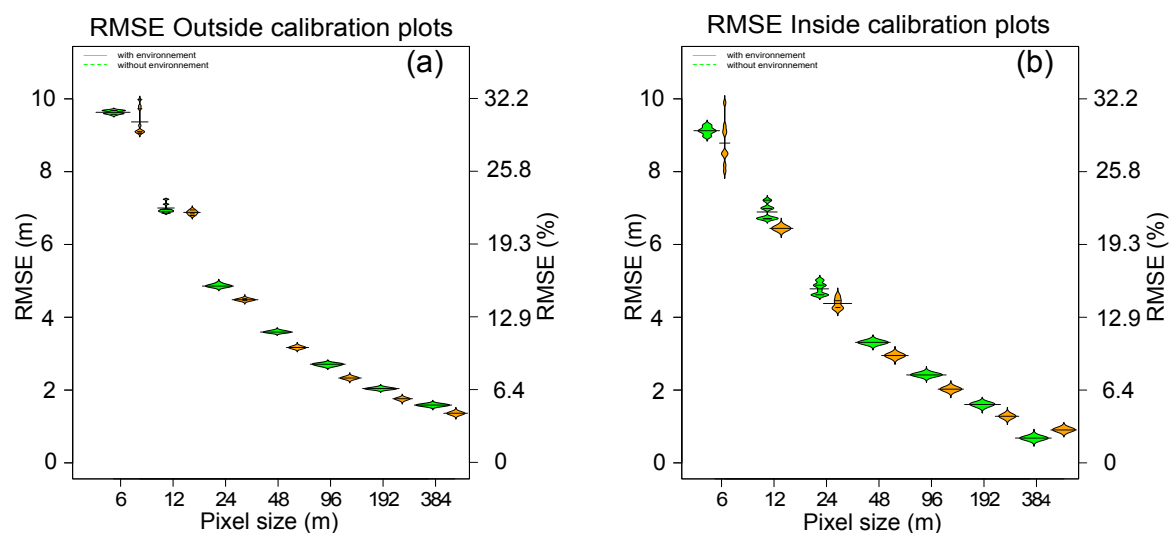 RMSE Outside calibration plots
with environnement
without environnement
(a)
10
8
6
4
2
0
RMSE (m)
32.2
25.8
19.3
12.9
6.4
0
RMSE (%)
6 12 24 48 96 192 384
Pixel size (m)
RMSE Inside calibration plots
with environnement
without environnement
(b)
10
8
6
4
2
0
RMSE (m)
32.2
25.8
19.3
12.9
6.4
0
RMSE (%)
6 12 24 48 96 192 384
Pixel size (m)